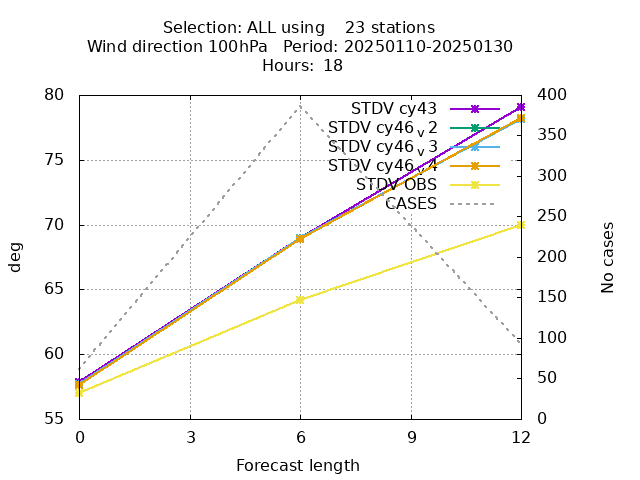 Selection: ALL using 23 stations
Wind direction 100hPa Period: 20250110-20250130
Hours: 18
80
75
70
65
60
55
deg
400
350
300
250
200
150
100
50
0
No cases
STDV cy43
STDV cy46_v2
STDV cy46_v3
STDV cy46_v4
STDV OBS
CASES
0 3 6 9 12
Forecast length